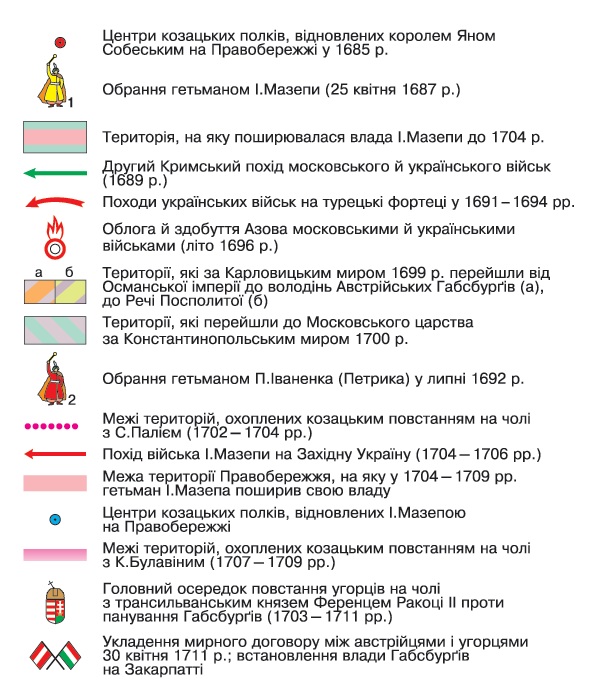 Центри козацьких полків, відновлених королем Яном
Собеським на Правобережжі у 1685 р.
1
Обрання гетьманом І.Мазепи (25 квітня 1687 р.)
Територія, на яку поширювалася влада І.Мазепи до 1704 р.
Другий Кримський похід московського й українського військ
(1689 р.)
Походи українських військ на турецькі фортеці у 1691–1694 рр.
Облога й здобуття Азова московськими й українськими
військами (літо 1696 р.)
а б
Території, які за Карловицьким миром 1699 р. перейшли від
Османської імперії до володінь Австрійських Габсбурґів (а),
до Речі Посполитої (б)
Території, які перейшли до Московського царства
за Константинопольським миром 1700 р.
2
Обрання гетьманом П.Іваненка (Петрика) у липні 1692 р.
Межі територій, охоплених козацьким повстанням на чолі
з С.Палієм (1702—1704 рр.)
Похід війська І.Мазепи на Західну Україну (1704—1706 рр.)
Межа території Правобережжя, на яку у 1704—1709 рр.
гетьман І.Мазепа поширив свою владу
Центри козацьких полків, відновлених І.Мазепою
на Правобережжі
Межі територій, охоплених козацьким повстанням на чолі
з К.Булавіним (1707—1709 рр.)
Головний осередок повстання угорців на чолі
з трансильванським князем Ференцем Ракоці II проти
панування Габсбурґів (1703—1711 рр.)
Укладення мирного договору між австрійцями і угорцями
30 квітня 1711 р.; встановлення влади Габсбурґів
на Закарпатті